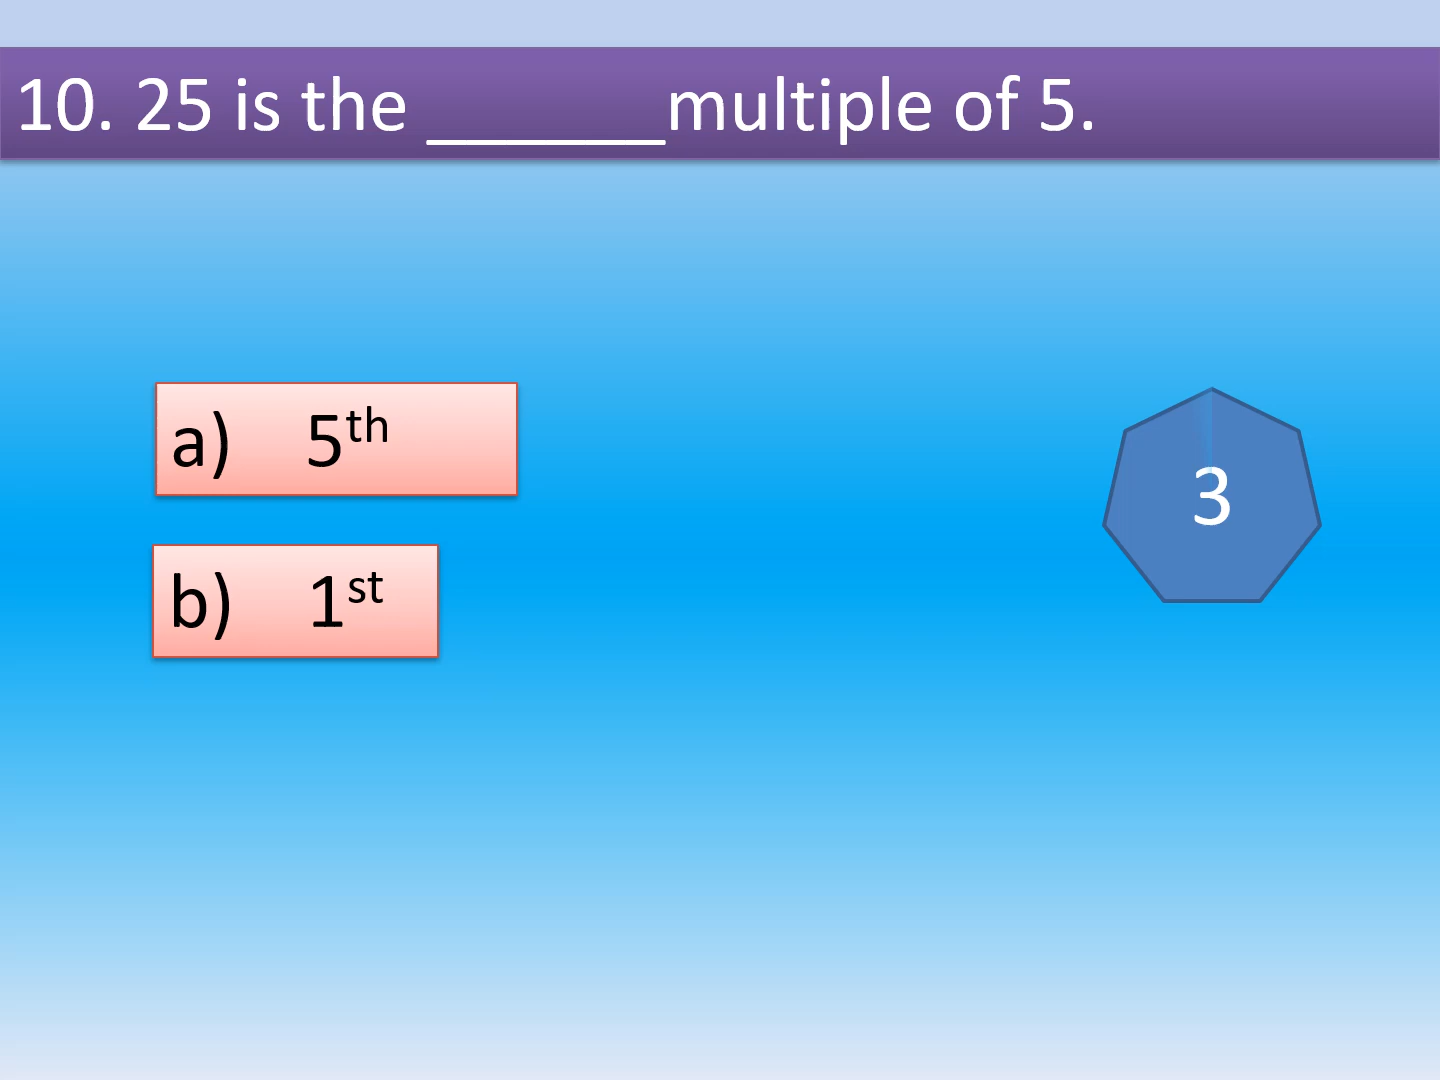 10. 25 is the _______multiple of 5.
a) 5th
3
b) 1st